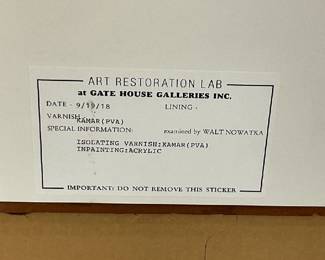 ART RESTORATION LAB
at GATE HOUSE GALLERIES INC.
DATE - 9/19/18 LINING -
VARNISH - KAMAR(PVA)
SPECIAL INFORMATION: examined by WALT NOWATKA
ISOLATING VARNISH:KAMAR(PVA)
INPAINTING:ACRYLIC
IMPORTANT: DO NOT REMOVE THIS STICKER